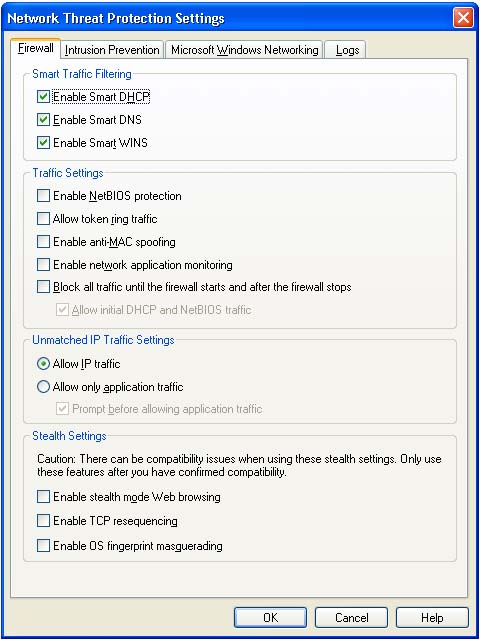 Network Threat Protection Settings
Firewall Intrusion Prevention Microsoft Windows Networking Logs
Smart Traffic Filtering
Enable Smart DHCP
Enable Smart DNS
Enable Smart WINS
Traffic Settings
Enable NetBIOS protection
Allow token ring traffic
Enable anti-MAC spoofing
Enable network application monitoring
Block all traffic until the firewall starts and after the firewall stops
Allow initial DHCP and NetBIOS traffic
Unmatched IP Traffic Settings
Allow IP traffic
Allow only application traffic
Prompt before allowing application traffic
Stealth Settings
Caution: There can be compatibility issues when using these stealth settings. Only use
these features after you have confirmed compatibility.
Enable stealth mode Web browsing
Enable TCP resequencing
Enable OS fingerprint masquerading
OK Cancel Help